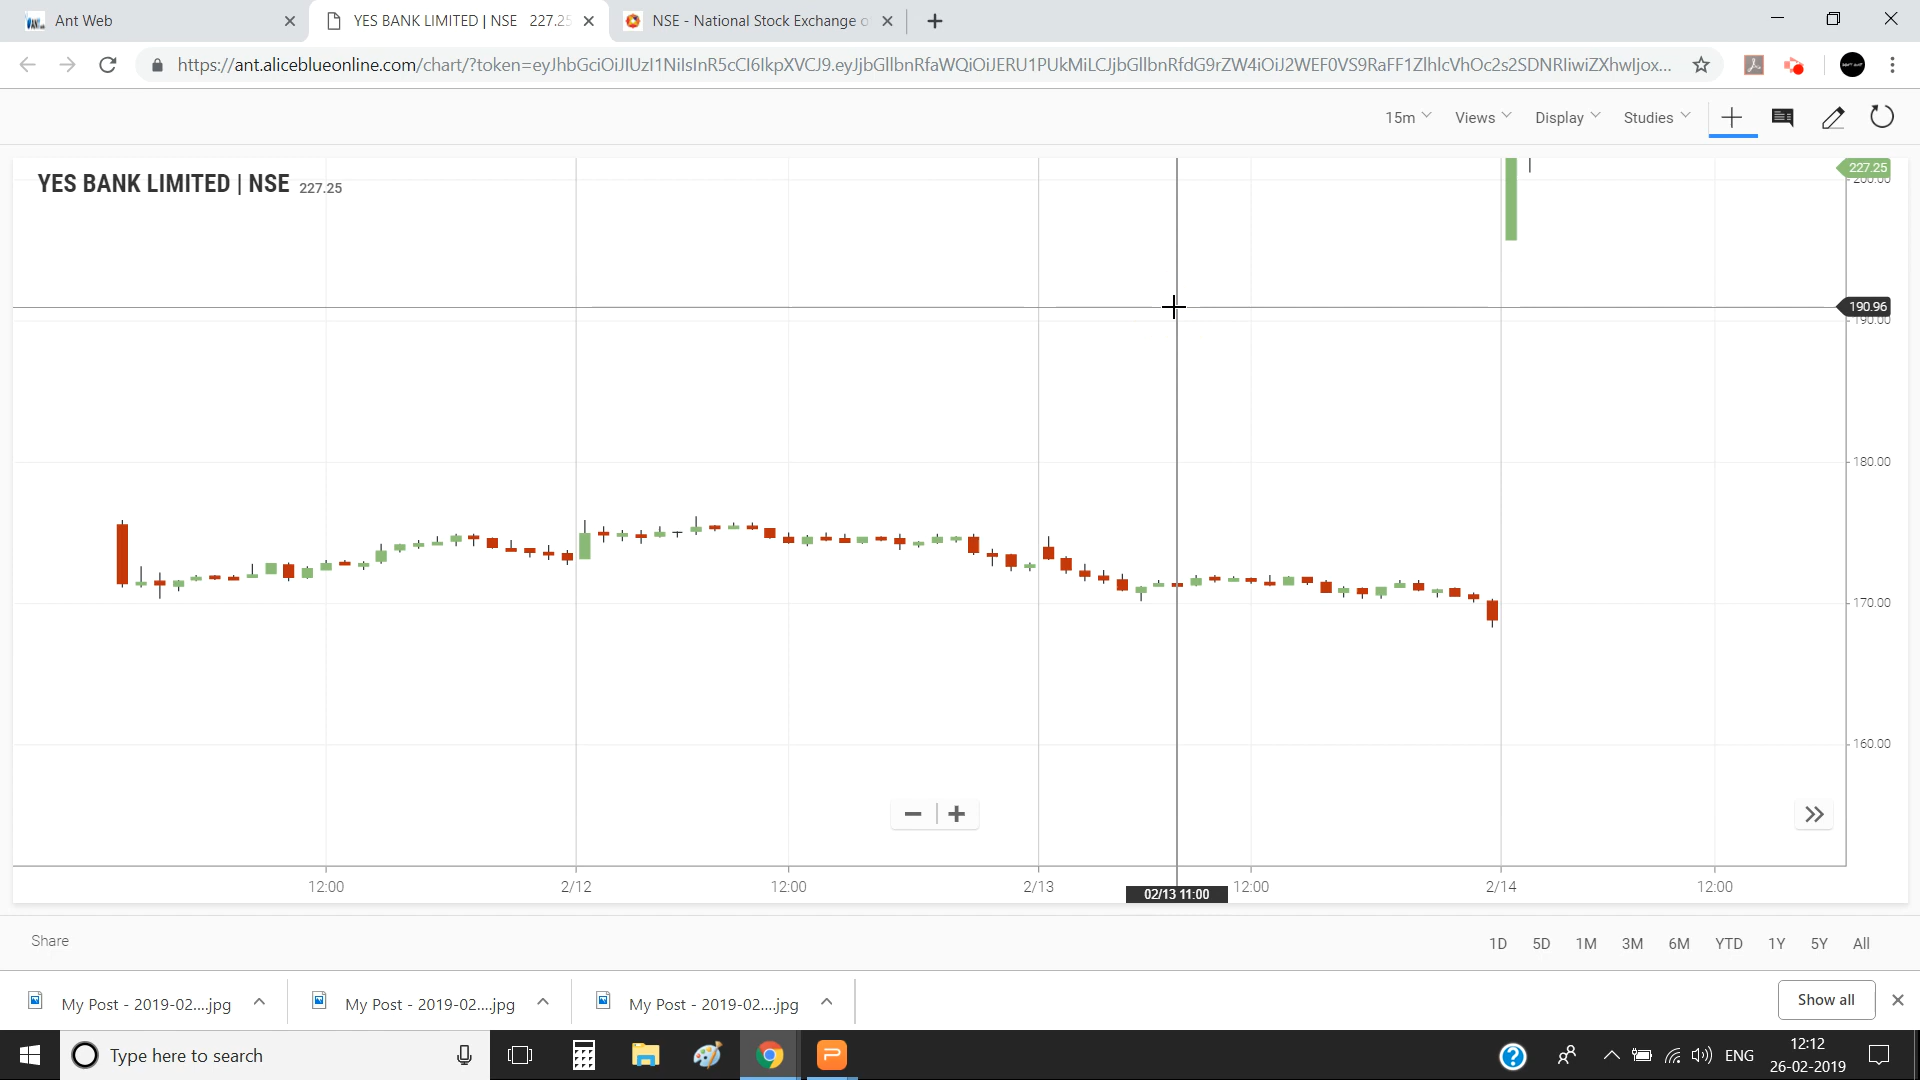 Ant Web
YES BANK LIMITED | NSE 227.25
NSE - National Stock Exchange o
https://ant.aliceblueonline.com/chart/?token=
15m Views Display Studies
YES BANK LIMITED | NSE 227.25
227.25
200.00
190.96
190.00
180.00
170.00
160.00
12:00 2/12 12:00 2/13 12:00 2/14 12:00
02/13 11:00
Share
1D 5D 1M 3M 6M YTD 1Y 5Y All
My Post - 2019-02....jpg
My Post - 2019-02....jpg
My Post - 2019-02....jpg
Show all
Type here to search
ENG
12:12
26-02-2019